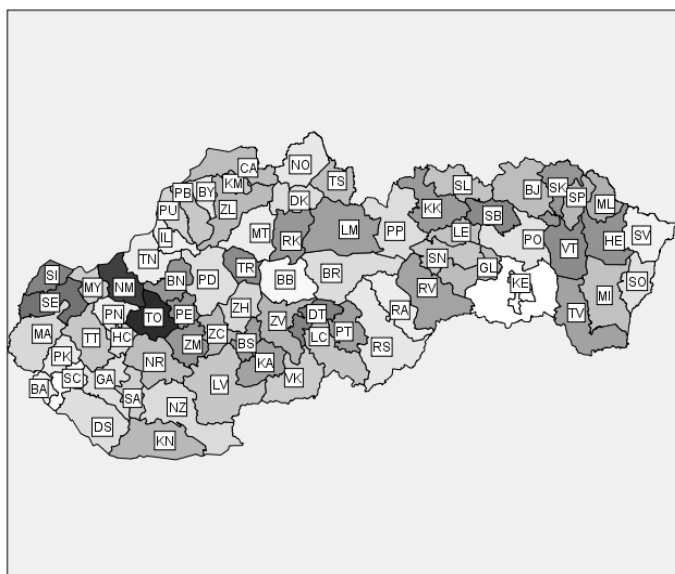 NO
CA
KM
TS
PB
BY
SL
BJ
SK
SP
ML
DK
KK
PU
ZL
SB
LM
PP
LE
PO
HE
SV
IL
MT
RK
VT
TN
TR
SN
GL
SI
BN
PD
BB
BR
KE
SO
MY
NM
RV
MI
SE
PN
TO
PE
ZH
DT
RA
TV
MA
TT
HC
ZM
ZC
BS
ZV
LC
PT
RS
PK
NR
KA
BA
SC
GA
LV
VK
SA
NZ
DS
KN